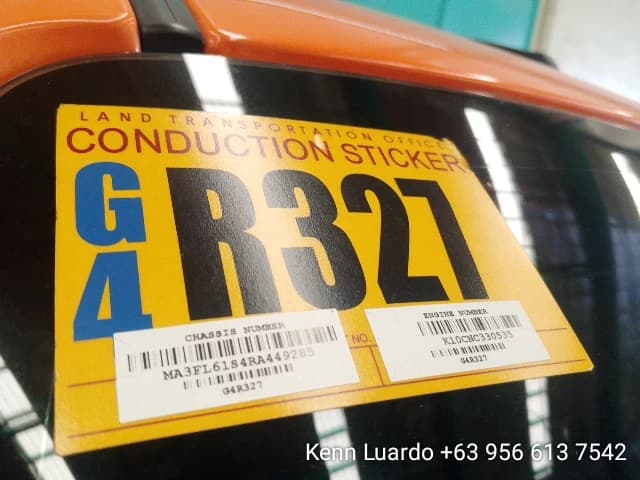 LAND TRANSPORTATION OFFICE
CONDUCTION STICKER
G4 R327
CHASSIS NUMBER
MA3FL61S4RA449285
G4R327
NO.
ENGINE NUMBER
K10CNC330535
G4R327
Kenn Luardo +63 956 613 7542